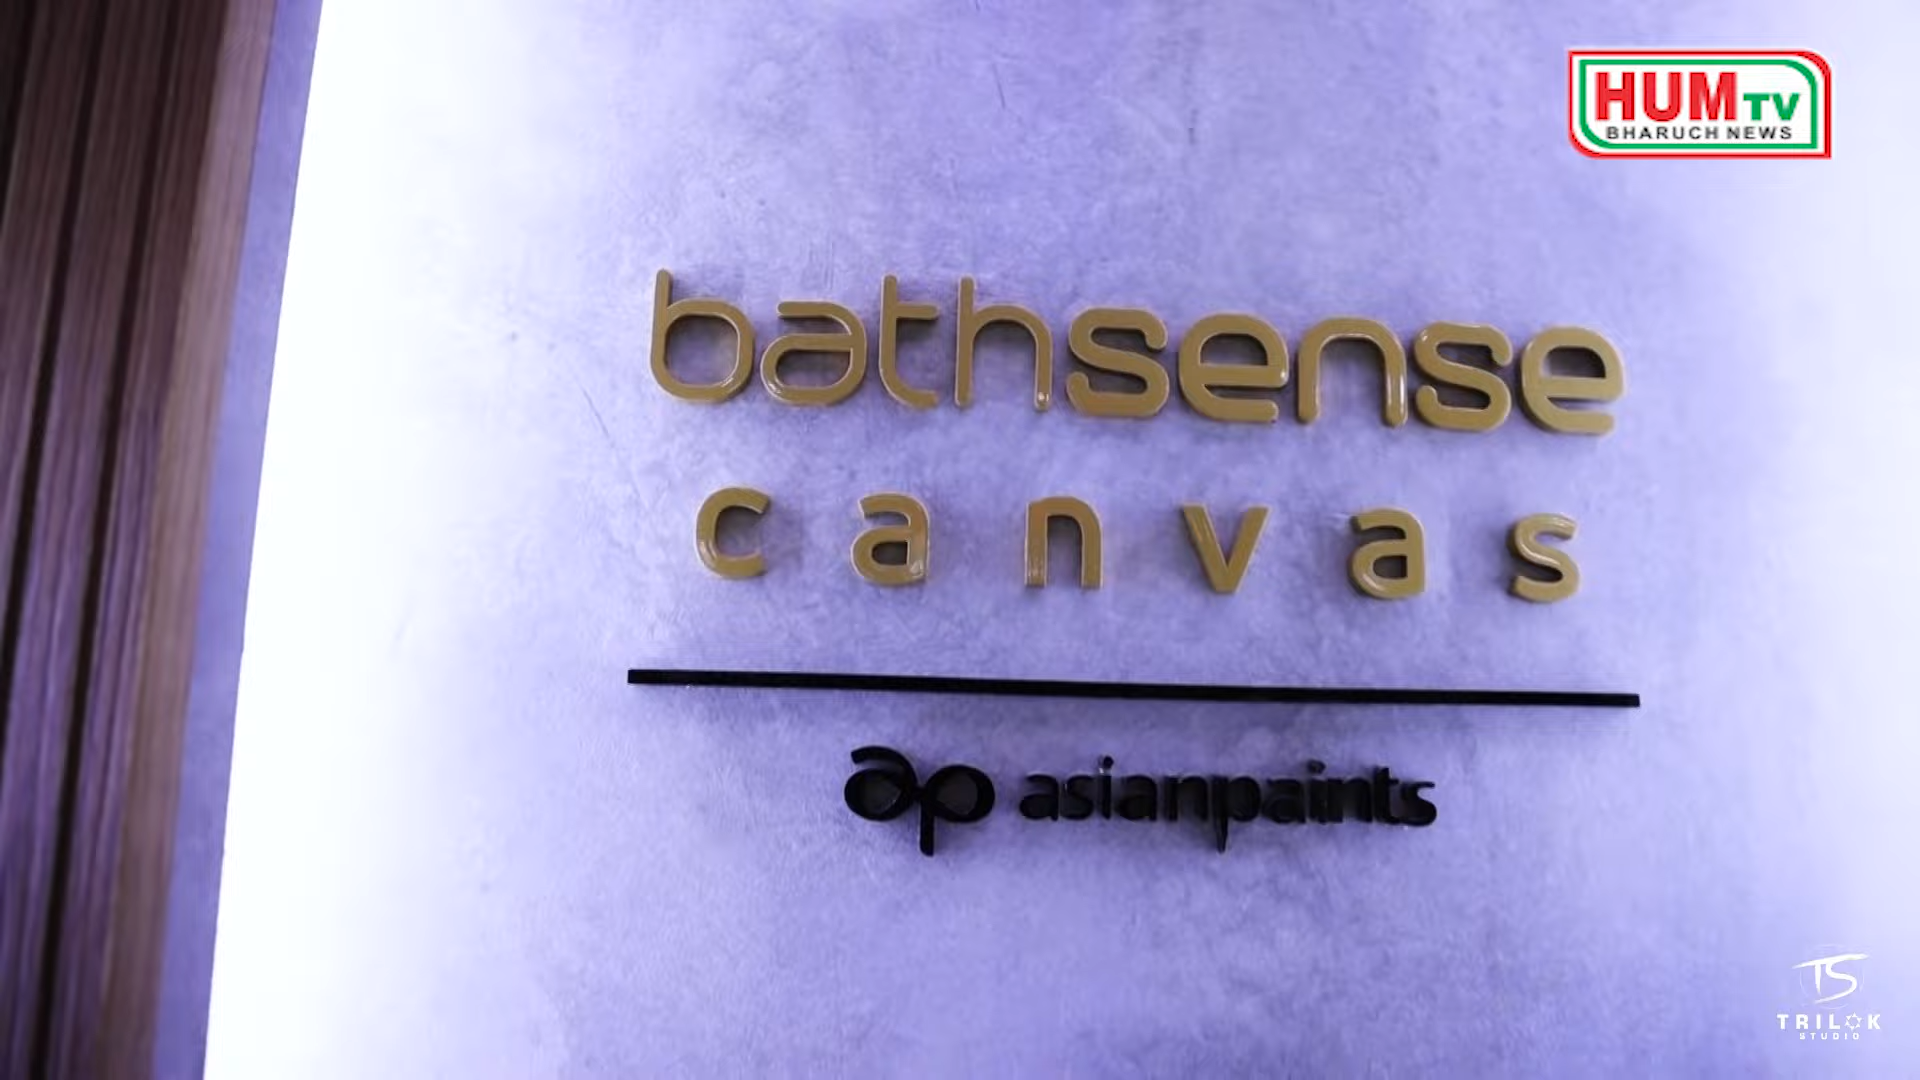 HUM TV
BHARUCH NEWS
bathsense
canvas
ap asianpaints
TS
TRILOK
STUDIO